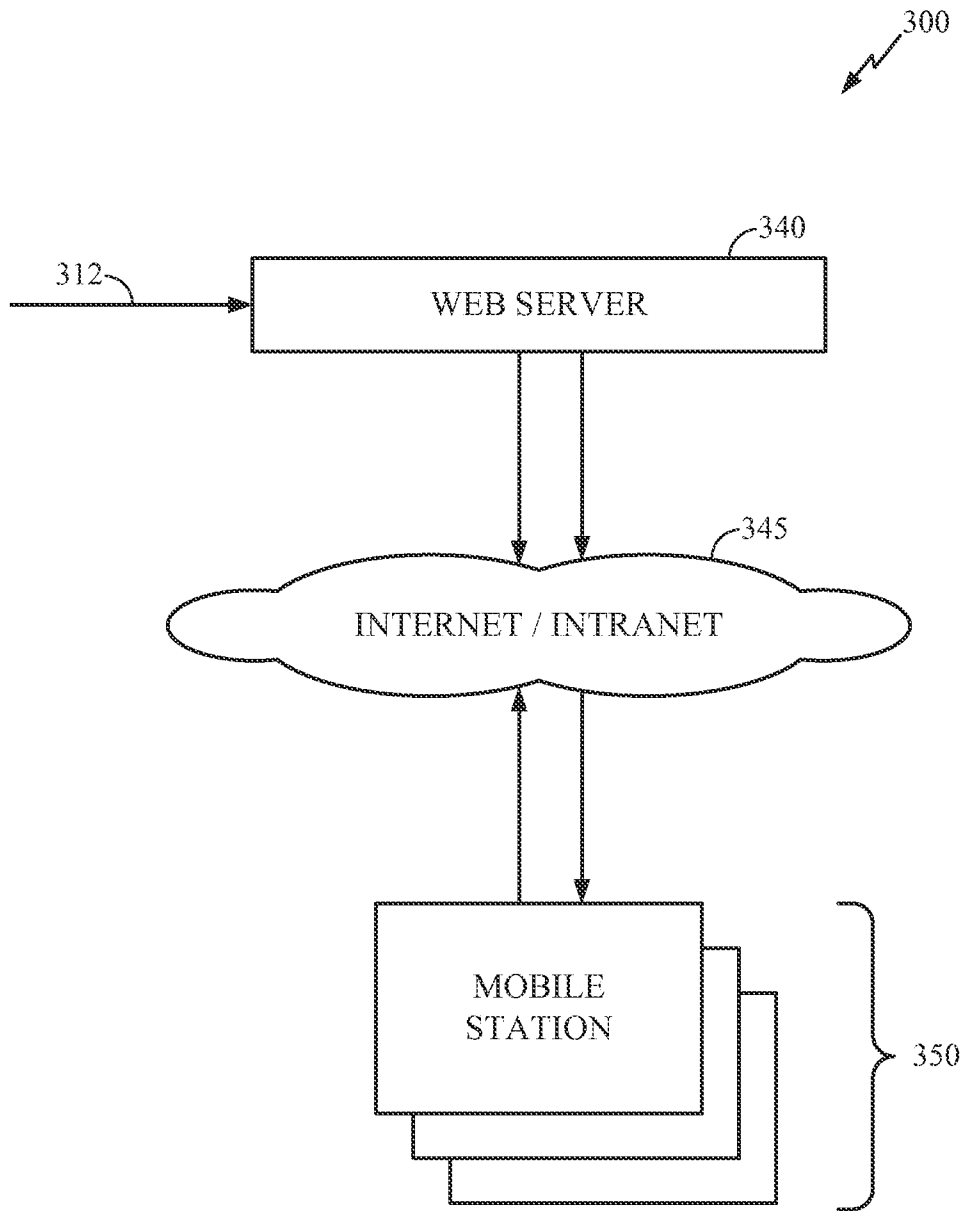 300
340
312
WEB SERVER
345
INTERNET / INTRANET
MOBILE
STATION
350